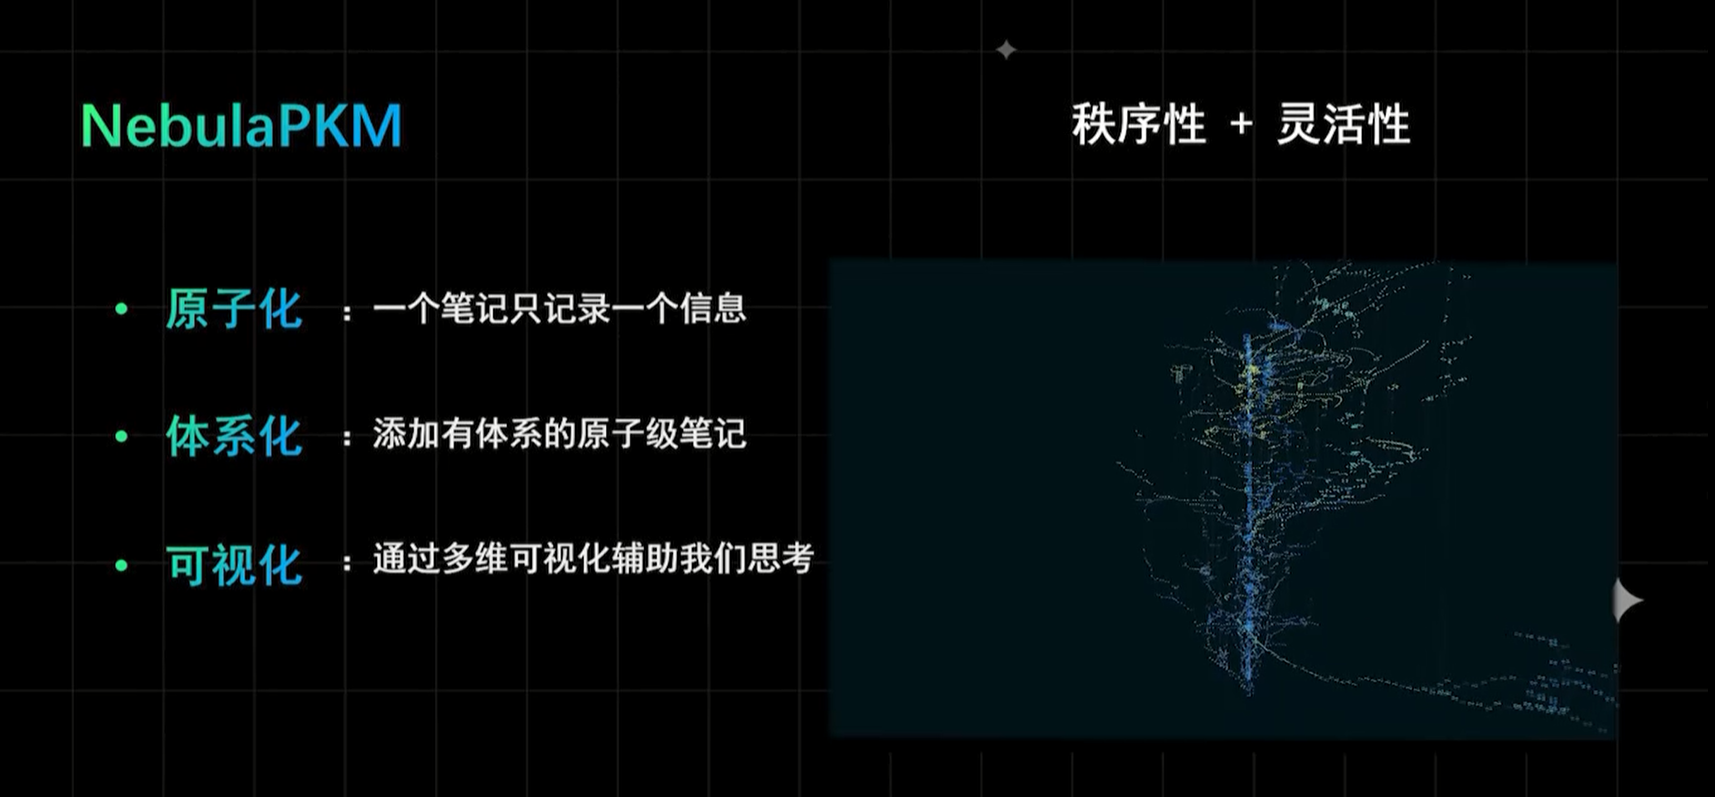 NebulaPKM
秩序性 + 灵活性
原子化 ：一个笔记只记录一个信息
体系化 ：添加有体系的原子级笔记
可视化 ：通过多维可视化辅助我们思考